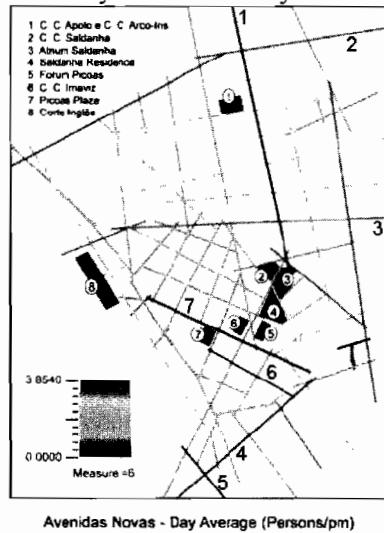 1 C C Apolo e C C Arco-Iris
2 C C Saldanha
3 Atrium Saldanha
4 Saldanha Residence
5 Forum Picoas
6 C C Imaviz
7 Picoas Plaza
8 Corte Inglês
1
2
1
3
2
3
8
4
7
6
5
7
6
4
5
3.8540
0.0000
Measure =6
Avenidas Novas - Day Average (Persons/pm)